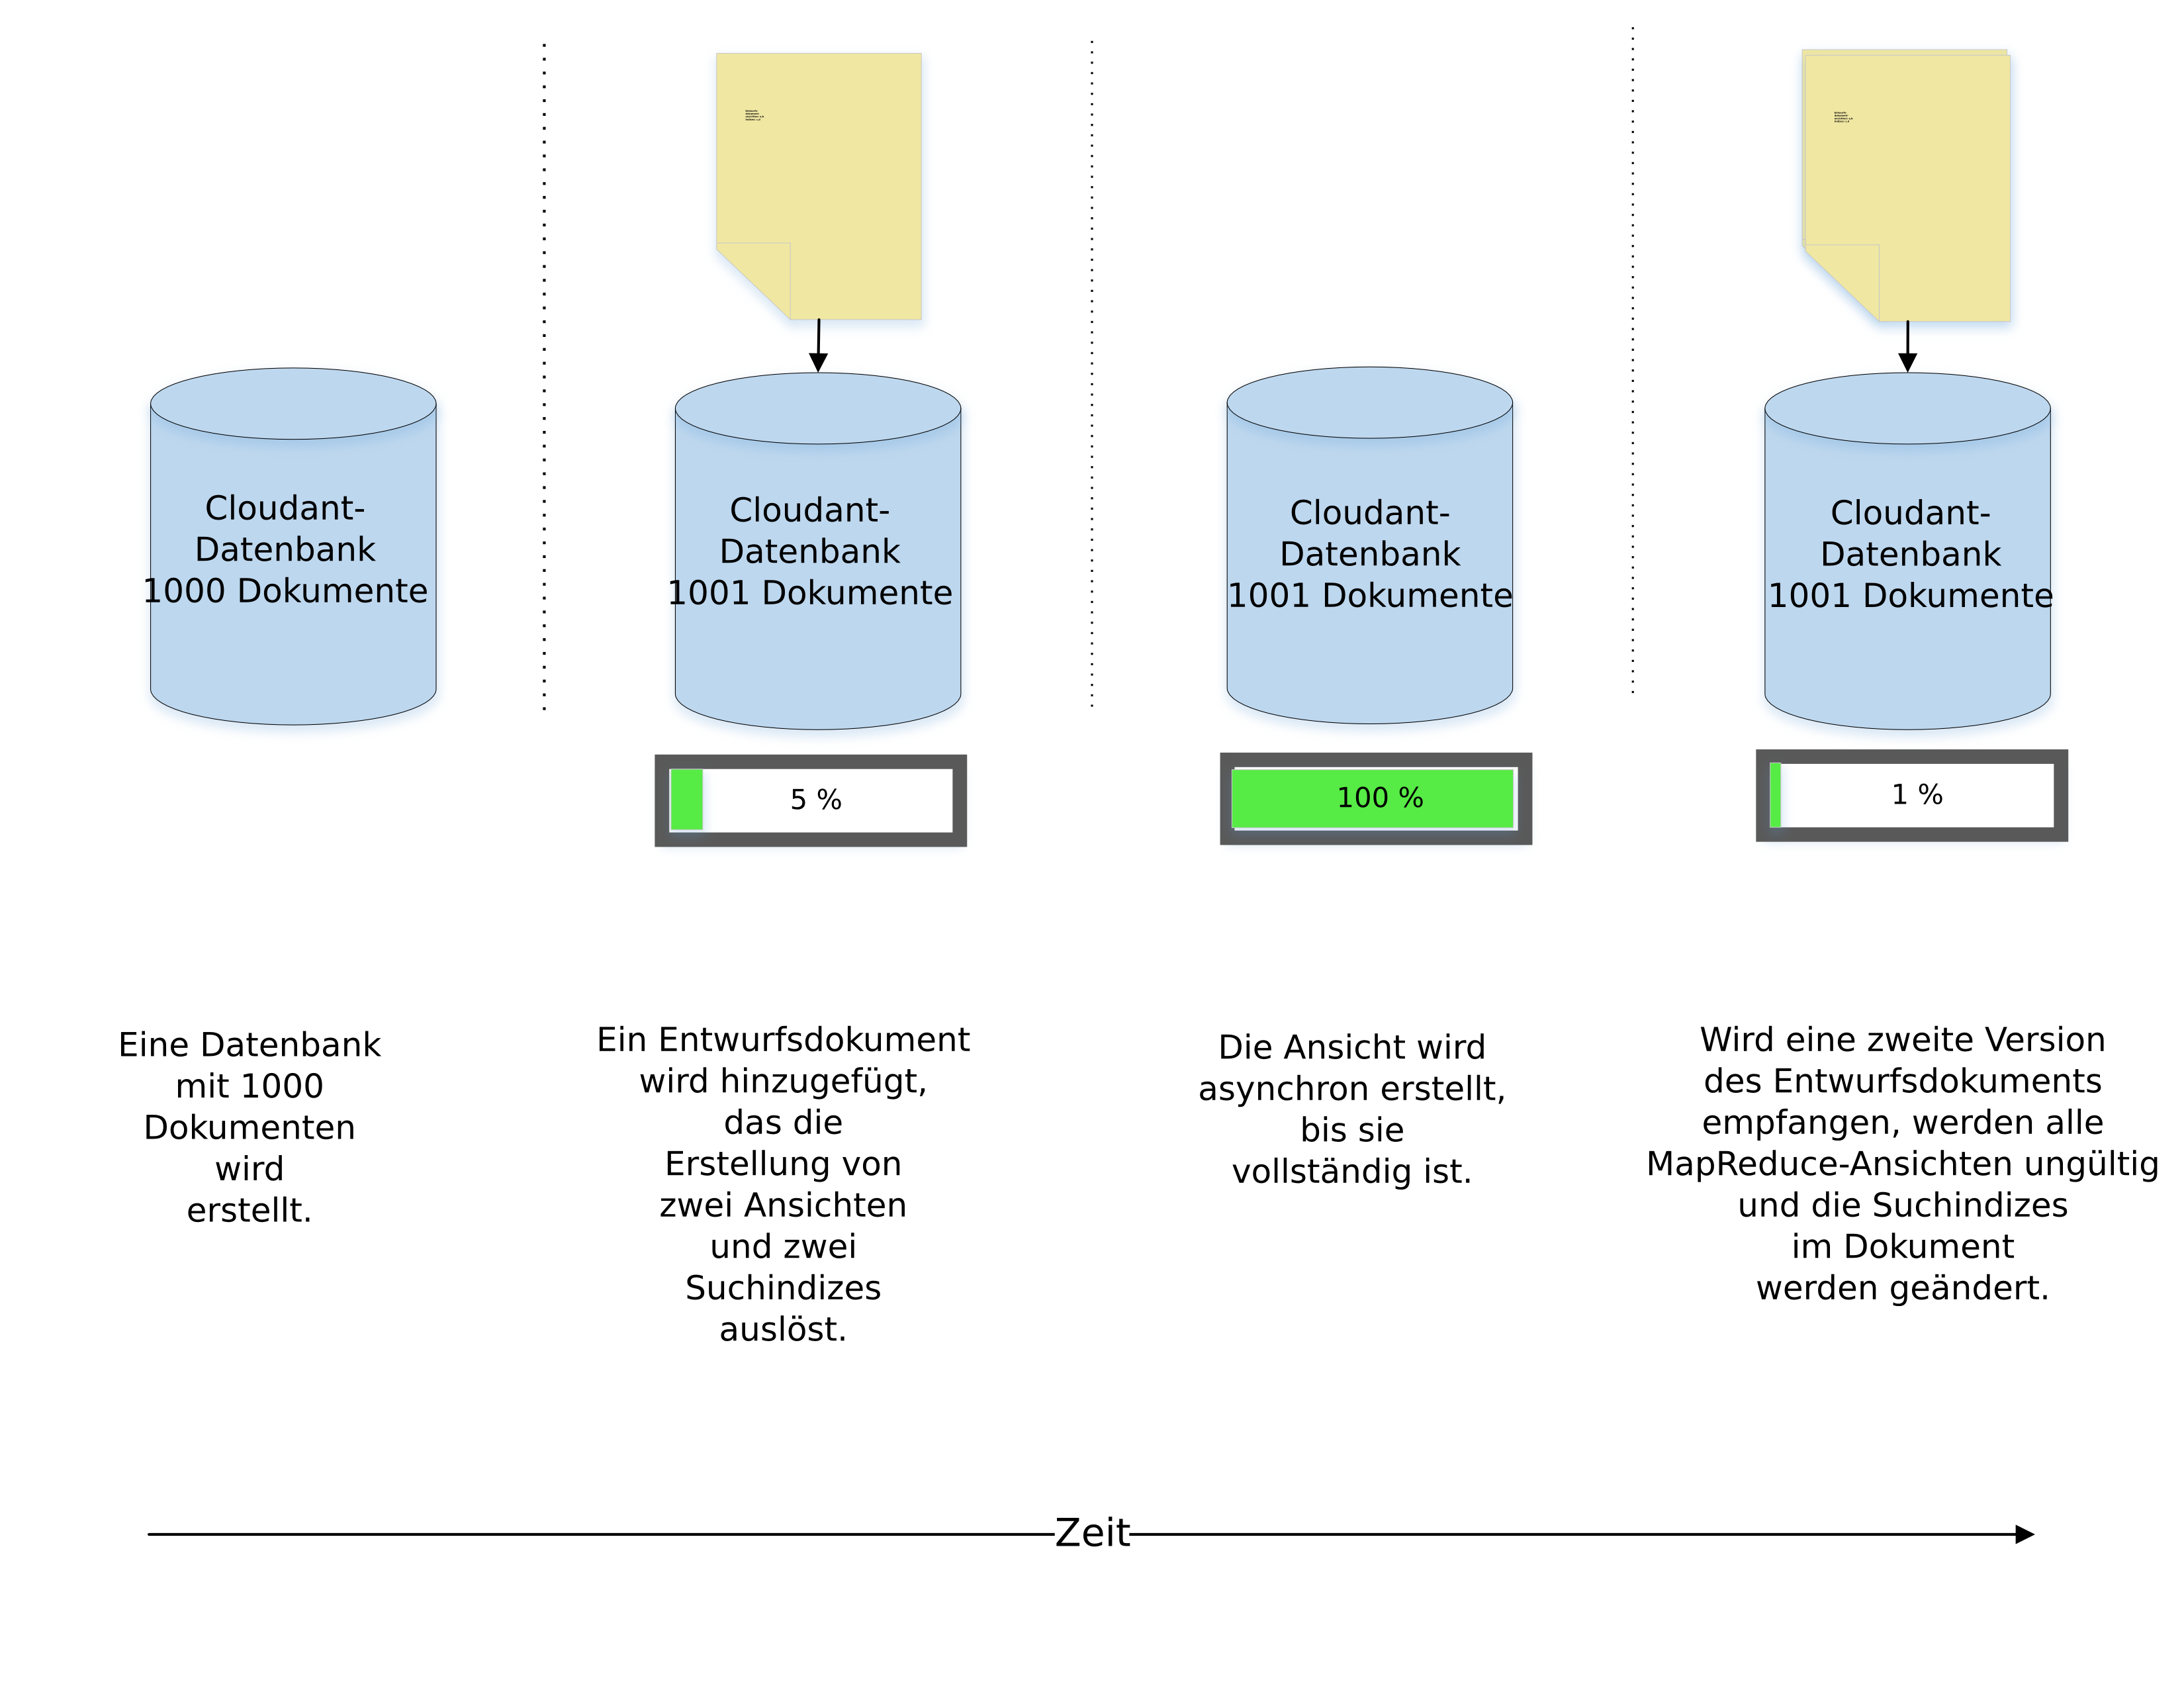 Cloudant-
Datenbank
1000 Dokumente
Cloudant-
Datenbank
1001 Dokumente
Cloudant-
Datenbank
1001 Dokumente
Cloudant-
Datenbank
1001 Dokumente
5 %
100 %
1 %
Eine Datenbank
mit 1000
Dokumenten
wird
erstellt.
Ein Entwurfsdokument
wird hinzugefügt,
das die
Erstellung von
zwei Ansichten
und zwei
Suchindizes
auslöst.
Die Ansicht wird
asynchron erstellt,
bis sie
vollständig ist.
Wird eine zweite Version
des Entwurfsdokuments
empfangen, werden alle
MapReduce-Ansichten ungültig
und die Suchindizes
im Dokument
werden geändert.
Zeit